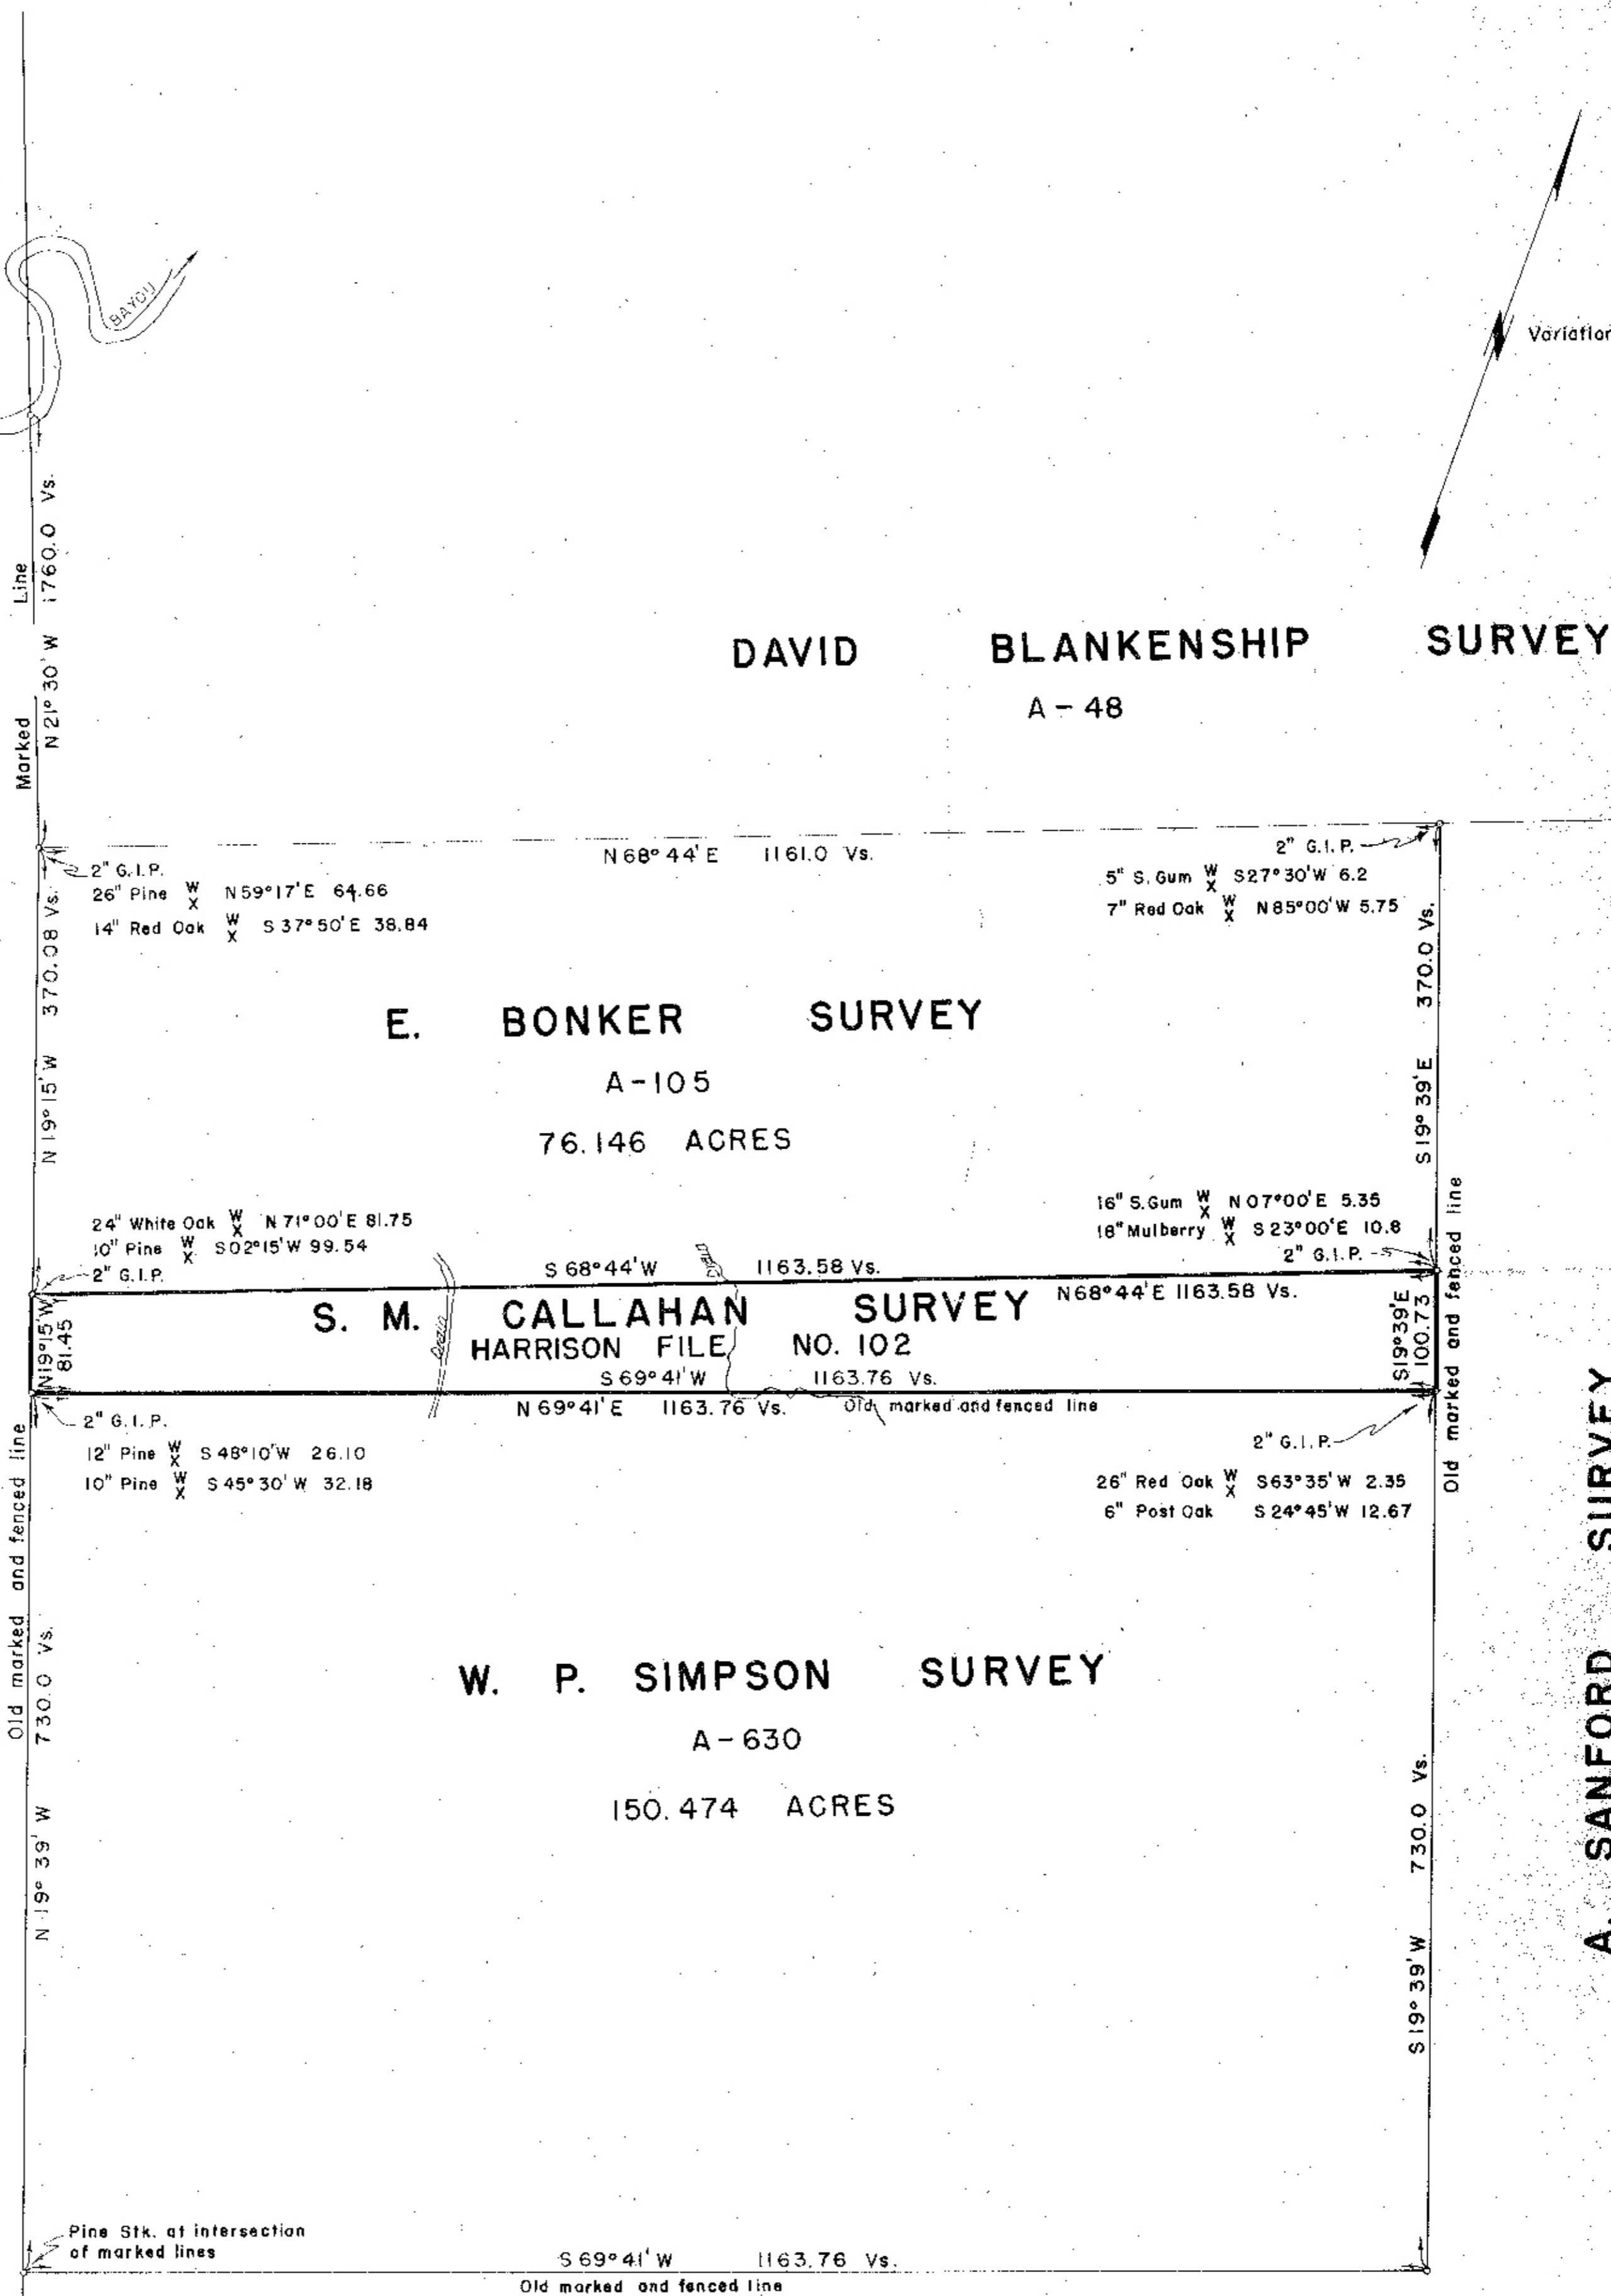 BAYOU
Variation
Marked Line
N 21° 30' W 1760.0 Vs.
DAVID BLANKENSHIP SURVEY
A - 48
N 68° 44' E 1161.0 Vs.
2" G.I.P.
26" Pine W X N 59° 17' E 64.66
14" Red Oak W X S 37° 50' E 38.84
2" G.I.P.
5" S. Gum W X S 27° 30' W 6.2
7" Red Oak W X N 85° 00' W 5.75
N 19° 15' W 370.08 Vs.
S 19° 39' E 370.0 Vs.
E. BONKER SURVEY
A - 105
76.146 ACRES
24" White Oak W X N 71° 00' E 81.75
10" Pine W X S 02° 15' W 99.54
2" G.I.P.
16" S. Gum W X N 07° 00' E 5.35
18" Mulberry W X S 23° 00' E 10.8
2" G.I.P.
S 68° 44' W 1163.58 Vs.
N 68° 44' E 1163.58 Vs.
S. M. CALLAHAN SURVEY
HARRISON FILE NO. 102
N 19° 15' W
81.45
S 19° 39' E
100.73
Drain
S 69° 41' W 1163.76 Vs.
N 69° 41' E 1163.76 Vs. Old marked and fenced line
Old marked and fenced line
2" G.I.P.
12" Pine W X S 48° 10' W 26.10
10" Pine W X S 45° 30' W 32.18
2" G.I.P.
26" Red Oak W X S 63° 35' W 2.35
6" Post Oak S 24° 45' W 12.67
Old marked and fenced line
N 19° 39' W 730.0 Vs.
W. P. SIMPSON SURVEY
A - 630
150.474 ACRES
S 19° 39' W 730.0 Vs.
A. SANFORD SURVEY
Pine Stk. at intersection
of marked lines
S 69° 41' W 1163.76 Vs.
Old marked and fenced line